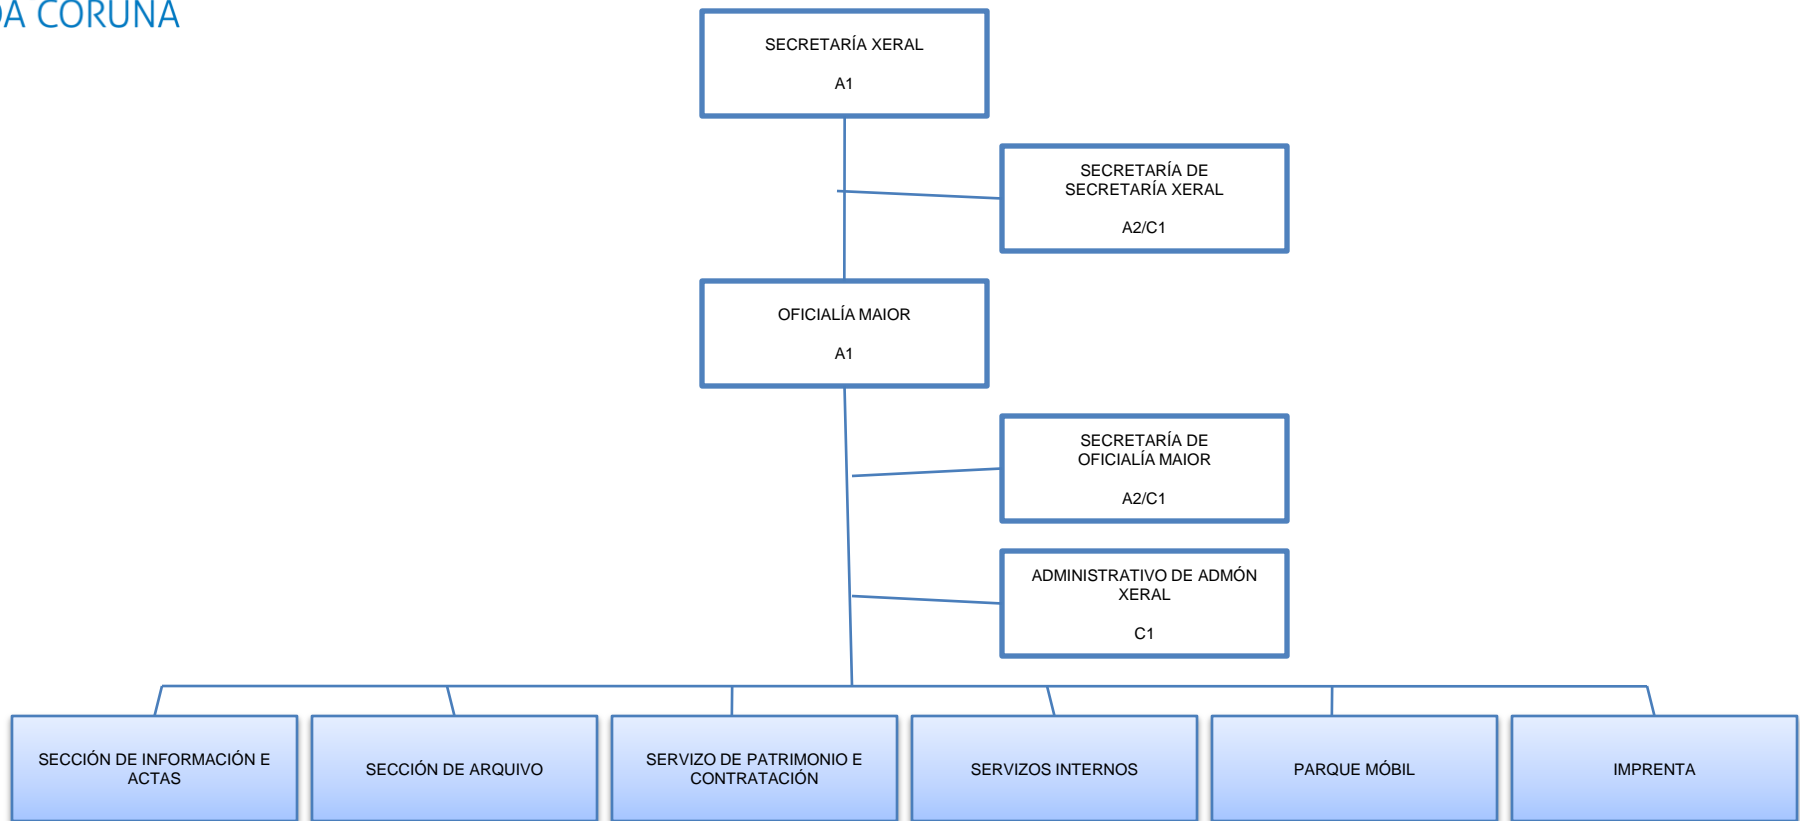 DA CORUÑA
SECRETARÍA XERAL
A1
SECRETARÍA DE
SECRETARÍA XERAL
A2/C1
OFICIALÍA MAIOR
A1
SECRETARÍA DE
OFICIALÍA MAIOR
A2/C1
ADMINISTRATIVO DE ADMÓN
XERAL
C1
SECCIÓN DE INFORMACIÓN E
ACTAS
SECCIÓN DE ARQUIVO
SERVIZO DE PATRIMONIO E
CONTRATACIÓN
SERVIZOS INTERNOS
PARQUE MÓBIL
IMPRENTA